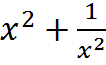 x² + 1/x²